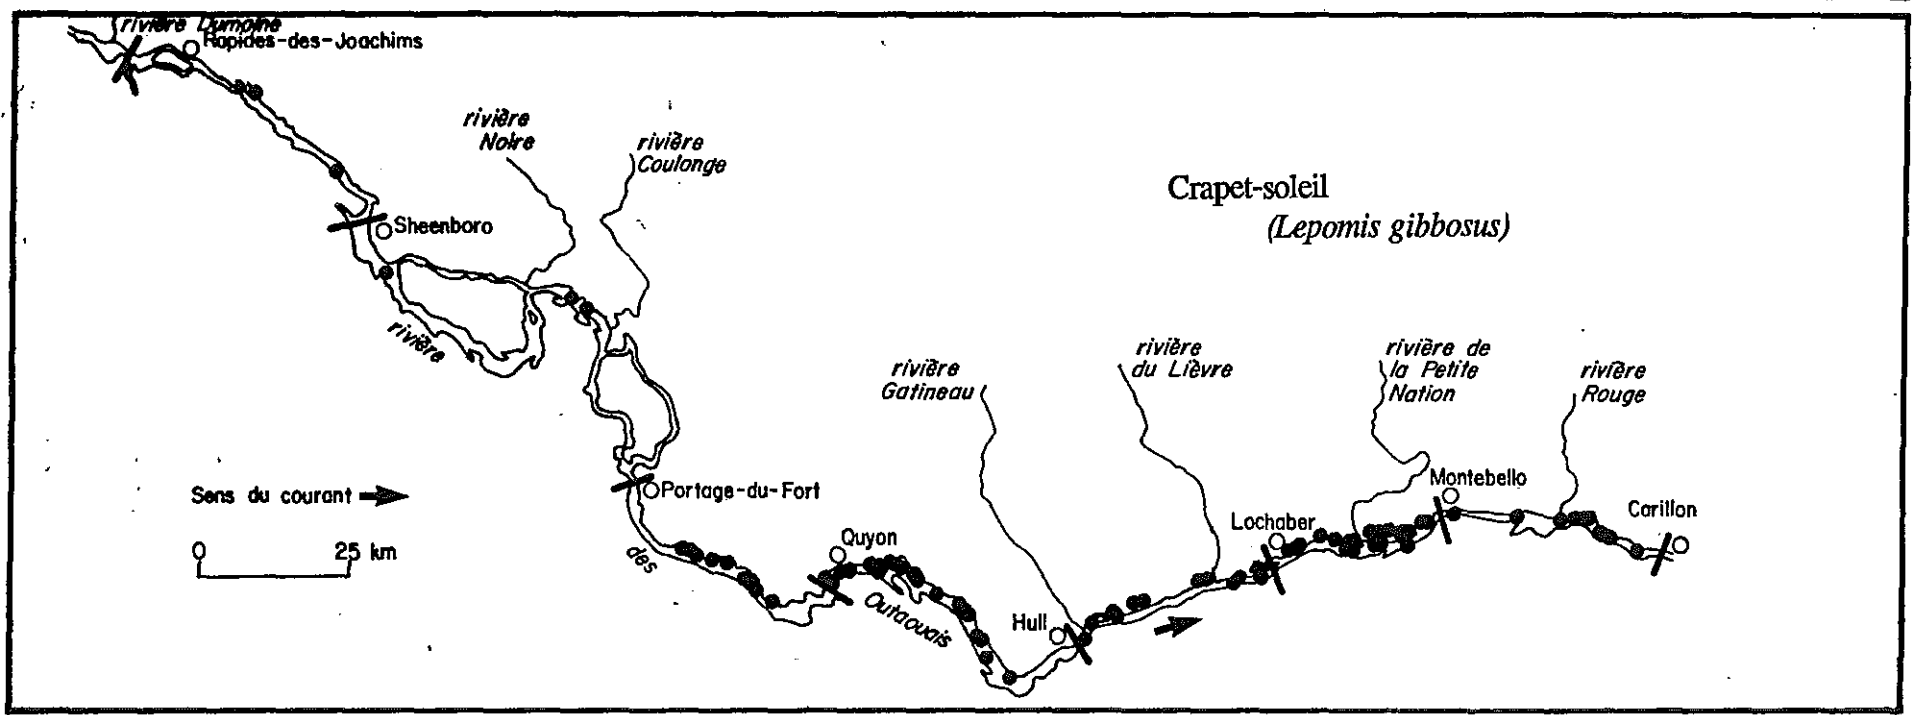 rivière Dumoine
Rapides-des-Joachims
rivière
Noire
rivière
Coulonge
Crapet-soleil
(Lepomis gibbosus)
Sheenboro
rivière
rivière
Gatineau
rivière
du Lièvre
rivière de
la Petite
Nation
rivière
Rouge
Sens du courant
Portage-du-Fort
Montebello
Carillon
Lochaber
0 25 km
des
Quyon
Outaouais
Hull